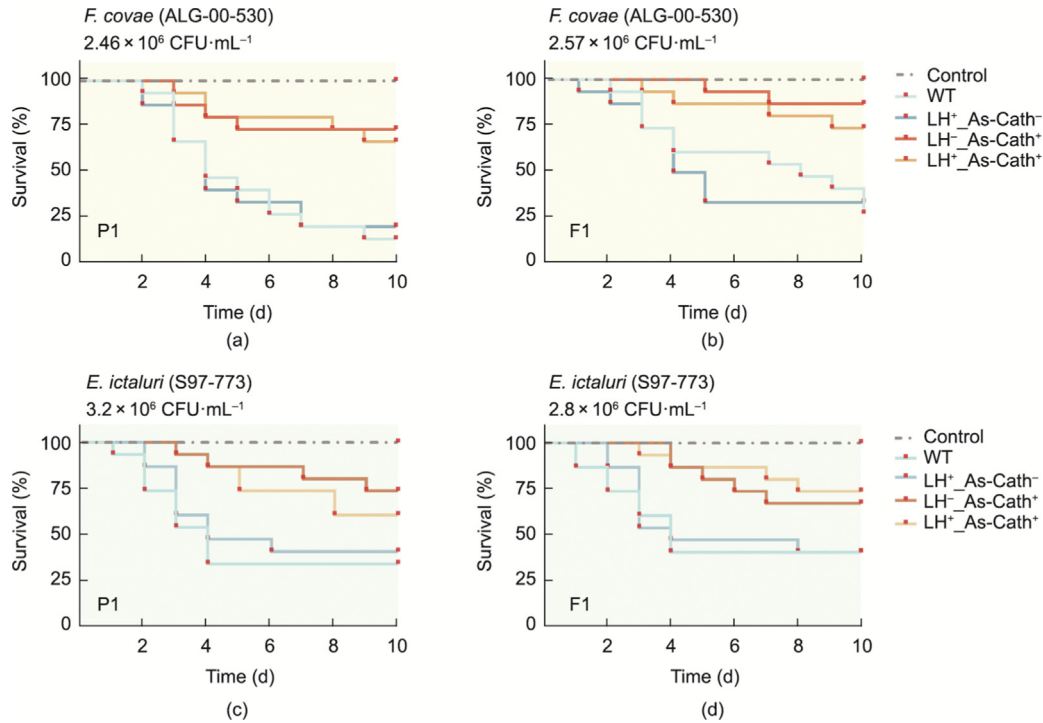 F. covae (ALG-00-530)
2.46 × 10⁶ CFU·mL⁻¹
100
75
50
25
0
Survival (%)
P1
2 4 6 8 10
Time (d)
(a)
F. covae (ALG-00-530)
2.57 × 10⁶ CFU·mL⁻¹
100
75
50
25
0
Survival (%)
F1
2 4 6 8 10
Time (d)
(b)
Control
WT
LH⁺_As-Cath⁻
LH⁻_As-Cath⁺
LH⁺_As-Cath⁺
E. ictaluri (S97-773)
3.2 × 10⁶ CFU·mL⁻¹
100
75
50
25
0
Survival (%)
P1
2 4 6 8 10
Time (d)
(c)
E. ictaluri (S97-773)
2.8 × 10⁶ CFU·mL⁻¹
100
75
50
25
0
Survival (%)
F1
2 4 6 8 10
Time (d)
(d)
Control
WT
LH⁺_As-Cath⁻
LH⁻_As-Cath⁺
LH⁺_As-Cath⁺